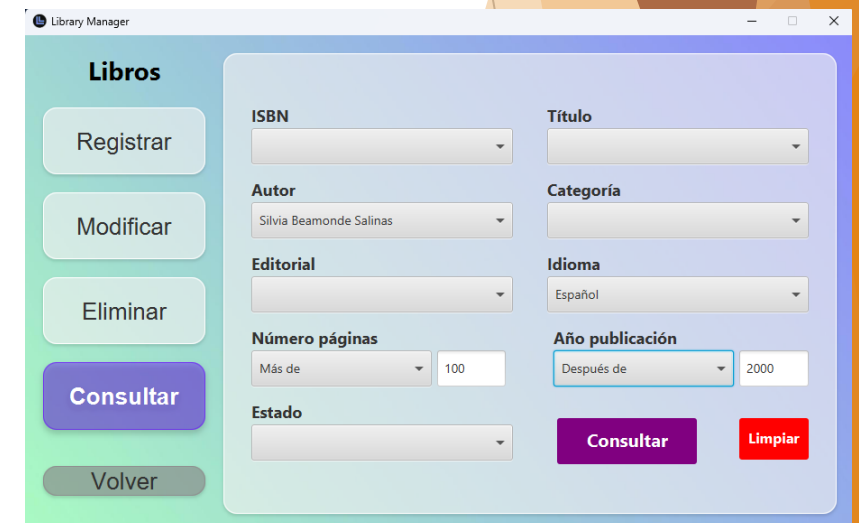 Library Manager
Libros
Registrar
Modificar
Eliminar
Consultar
Volver
ISBN
Título
Autor
Categoría
Silvia Beamonde Salinas
Editorial
Idioma
Español
Número páginas
Año publicación
Más de
100
Después de
2000
Estado
Consultar
Limpiar